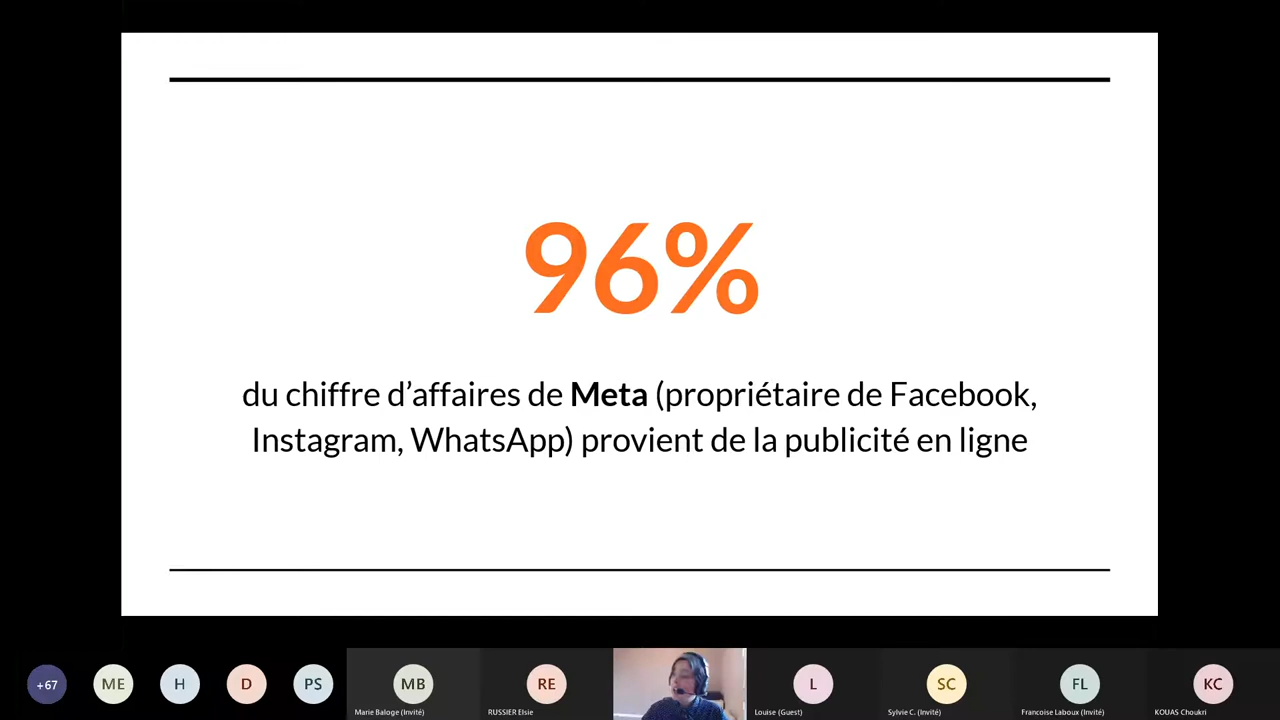 96%
du chiffre d’affaires de Meta (propriétaire de Facebook,
Instagram, WhatsApp) provient de la publicité en ligne
+67
ME
H
D
PS
MB
RE
L
SC
FL
KC
Marie Baloge (Invité)
RUSSIER Elsie
Louise (Guest)
Sylvie C. (Invité)
Francoise Laboux (Invité)
KOUAS Choukri